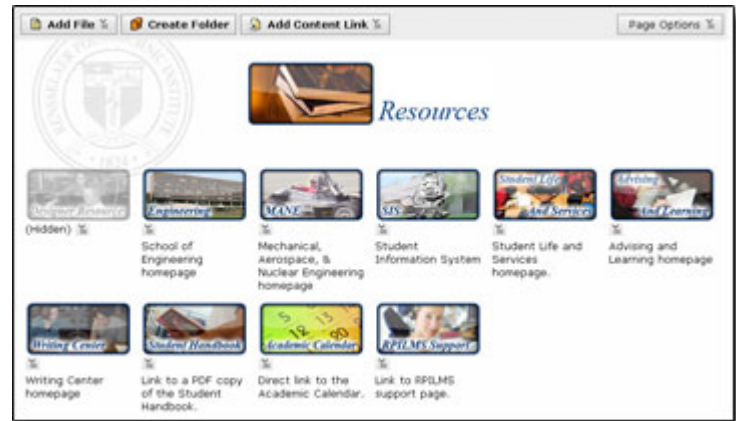 Add File Create Folder Add Content Link Page Options
Resources
Designer Resources Engineering MANE SIS Student Life And Services Advising And Learning
(Hidden)
School of Engineering homepage
Mechanical, Aerospace, & Nuclear Engineering homepage
Student Information System
Student Life and Services homepage.
Advising and Learning homepage
Writing Center Student Handbook Academic Calendar RPILMS Support
Writing Center homepage
Link to a PDF copy of the Student Handbook.
Direct link to the Academic Calendar.
Link to RPILMS support page.